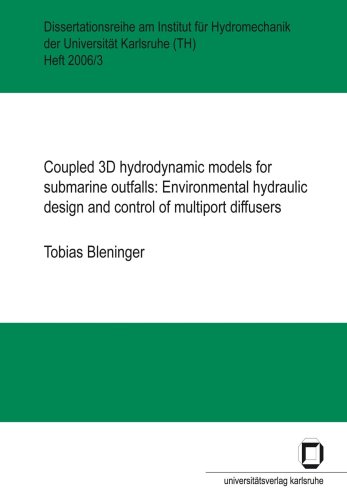 Dissertationsreihe am Institut für Hydromechanik
der Universität Karlsruhe (TH)
Heft 2006/3
Coupled 3D hydrodynamic models for
submarine outfalls: Environmental hydraulic
design and control of multiport diffusers
Tobias Bleninger
universitätsverlag karlsruhe